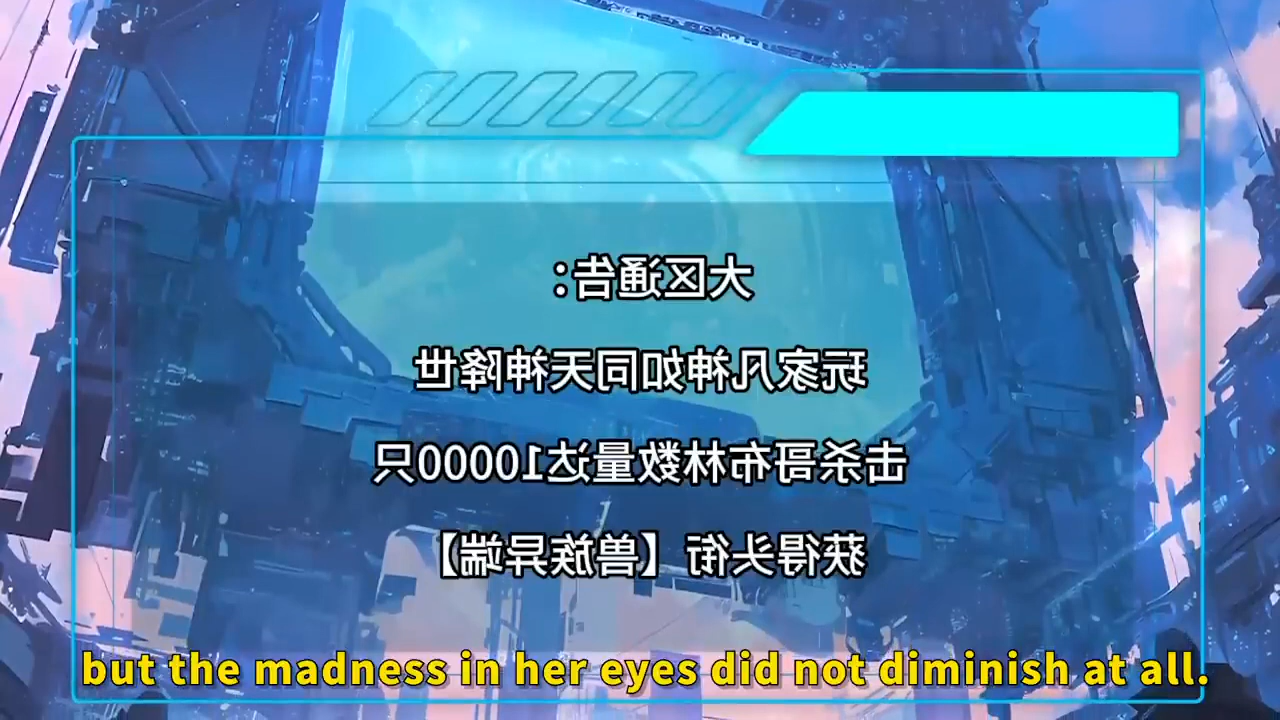 大区通告：
玩家凡神如同天神降世
击杀哥布林数量达10000只
获得头衔【兽族异端】
but the madness in her eyes did not diminish at all.